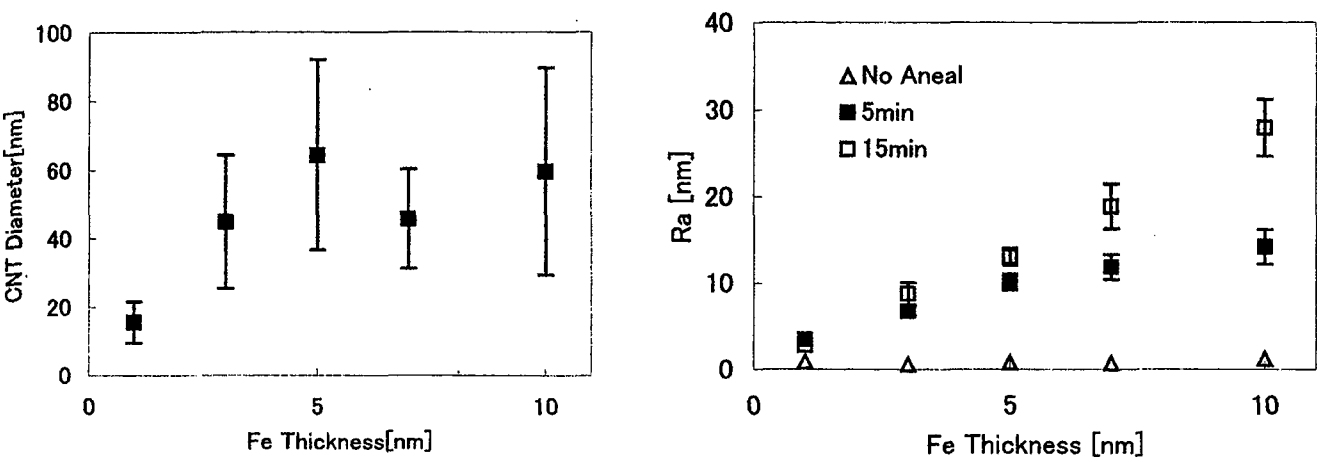 100
80
60
40
20
0
CNT Diameter[nm]
0
5
10
Fe Thickness[nm]
40
30
20
10
0
Ra [nm]
No Aneal
5min
15min
0
5
10
Fe Thickness [nm]